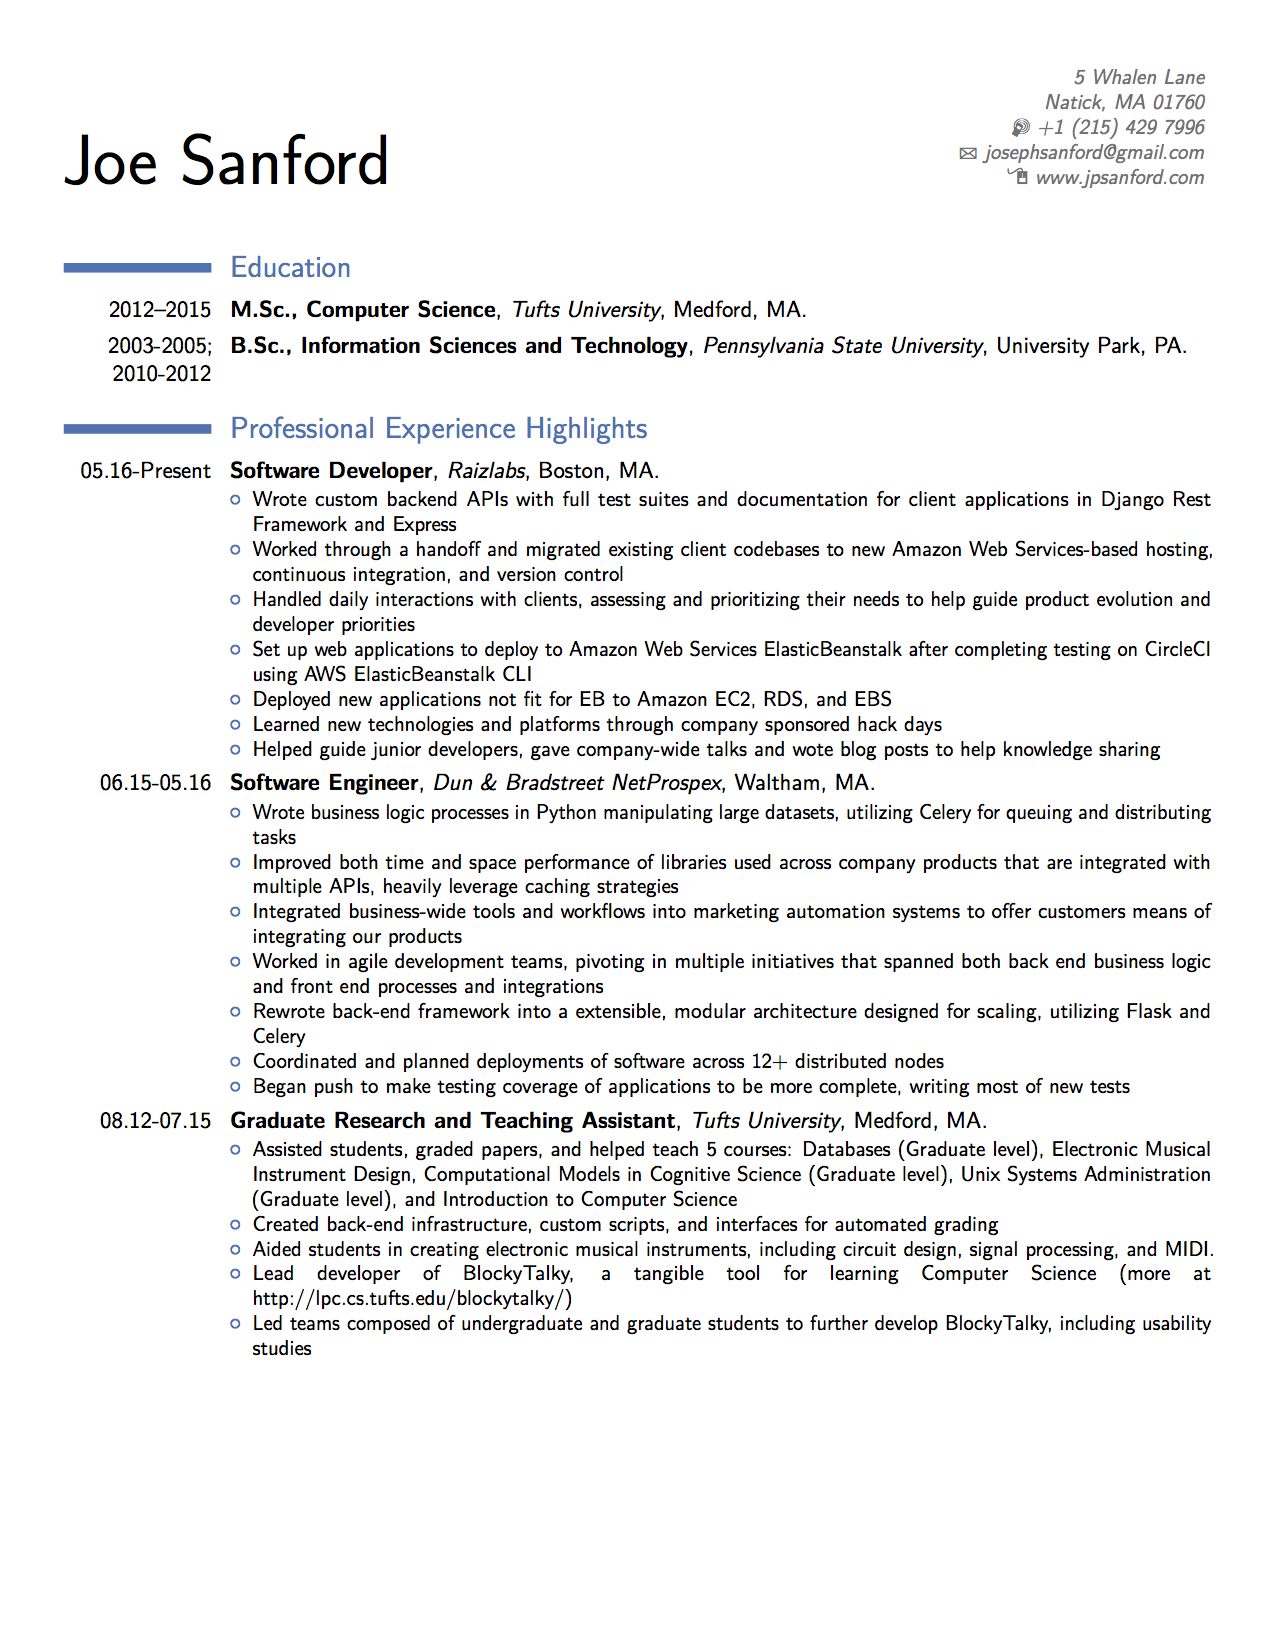 5 Whalen Lane
Natick, MA 01760
+1 (215) 429 7996
josephsanford@gmail.com
www.jpsanford.com
Joe Sanford
Education
2012–2015 M.Sc., Computer Science, Tufts University, Medford, MA.
2003-2005; B.Sc., Information Sciences and Technology, Pennsylvania State University, University Park, PA.
2010-2012
Professional Experience Highlights
05.16-Present Software Developer, Raizlabs, Boston, MA.
Wrote custom backend APIs with full test suites and documentation for client applications in Django Rest
Framework and Express
Worked through a handoff and migrated existing client codebases to new Amazon Web Services-based hosting,
continuous integration, and version control
Handled daily interactions with clients, assessing and prioritizing their needs to help guide product evolution and
developer priorities
Set up web applications to deploy to Amazon Web Services ElasticBeanstalk after completing testing on CircleCI
using AWS ElasticBeanstalk CLI
Deployed new applications not fit for EB to Amazon EC2, RDS, and EBS
Learned new technologies and platforms through company sponsored hack days
Helped guide junior developers, gave company-wide talks and wote blog posts to help knowledge sharing
06.15-05.16 Software Engineer, Dun & Bradstreet NetProspex, Waltham, MA.
Wrote business logic processes in Python manipulating large datasets, utilizing Celery for queuing and distributing
tasks
Improved both time and space performance of libraries used across company products that are integrated with
multiple APIs, heavily leverage caching strategies
Integrated business-wide tools and workflows into marketing automation systems to offer customers means of
integrating our products
Worked in agile development teams, pivoting in multiple initiatives that spanned both back end business logic
and front end processes and integrations
Rewrote back-end framework into a extensible, modular architecture designed for scaling, utilizing Flask and
Celery
Coordinated and planned deployments of software across 12+ distributed nodes
Began push to make testing coverage of applications to be more complete, writing most of new tests
08.12-07.15 Graduate Research and Teaching Assistant, Tufts University, Medford, MA.
Assisted students, graded papers, and helped teach 5 courses: Databases (Graduate level), Electronic Musical
Instrument Design, Computational Models in Cognitive Science (Graduate level), Unix Systems Administration
(Graduate level), and Introduction to Computer Science
Created back-end infrastructure, custom scripts, and interfaces for automated grading
Aided students in creating electronic musical instruments, including circuit design, signal processing, and MIDI.
Lead developer of BlockyTalky, a tangible tool for learning Computer Science (more at
http://lpc.cs.tufts.edu/blockytalky/)
Led teams composed of undergraduate and graduate students to further develop BlockyTalky, including usability
studies